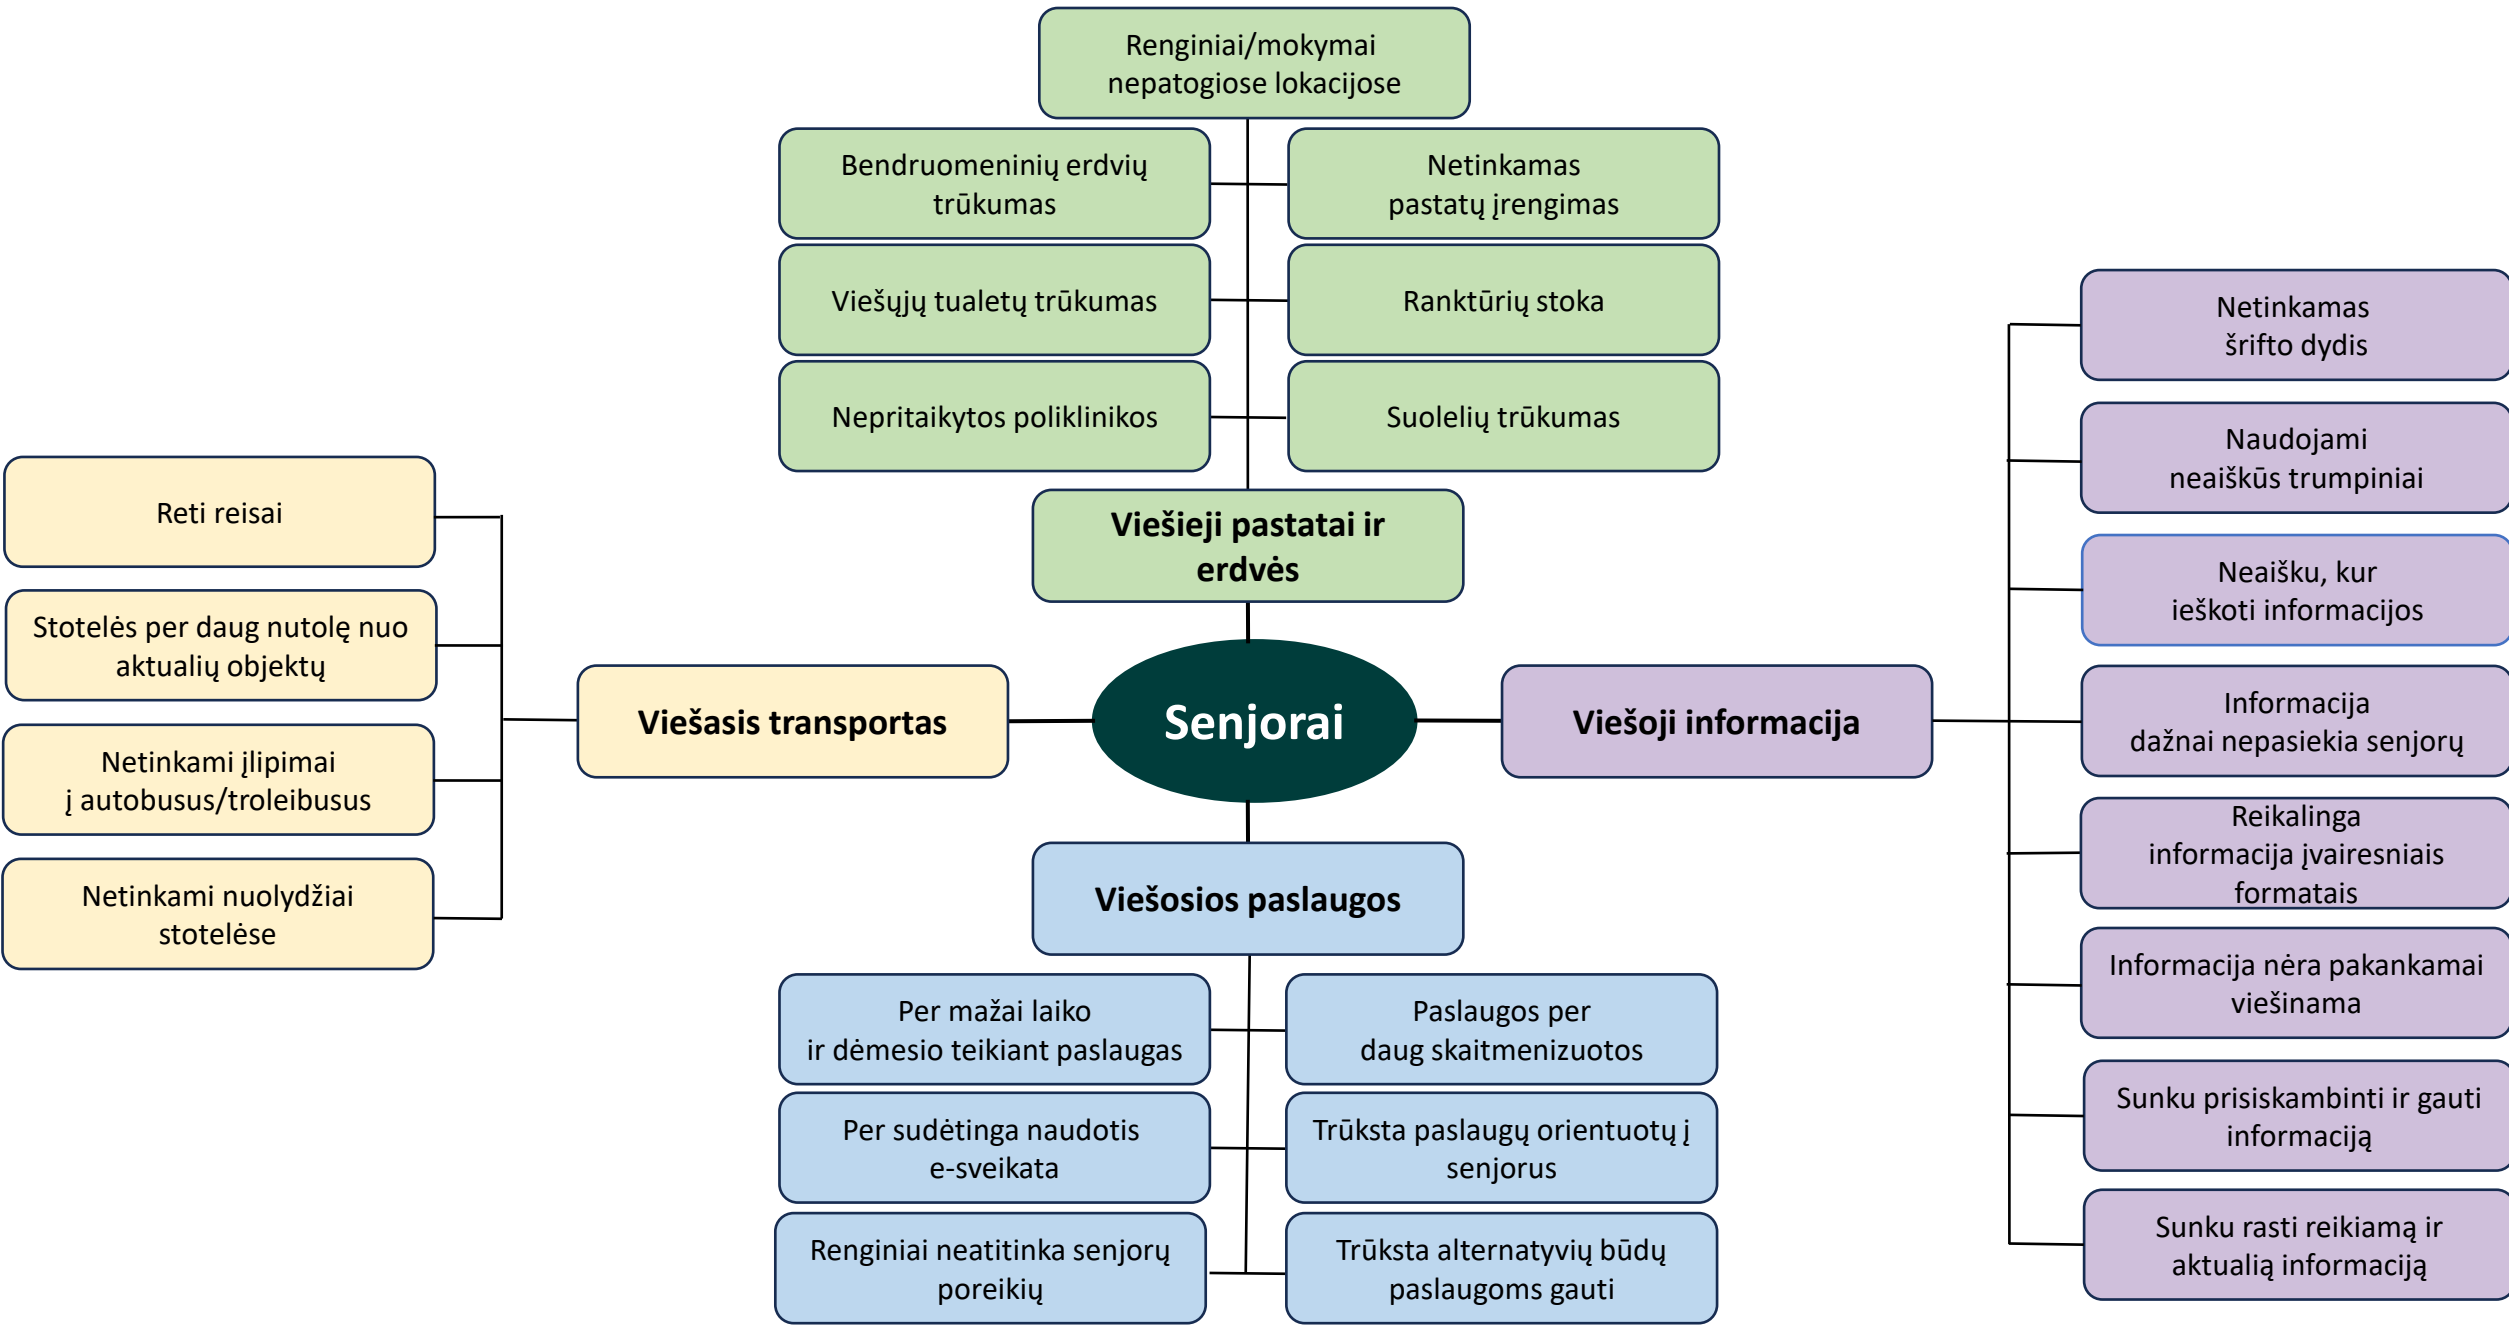 Renginiai/mokymai
nepatogiose lokacijose
Bendruomeninių erdvių
trūkumas
Netinkamas
pastatų įrengimas
Viešųjų tualetų trūkumas
Ranktūrių stoka
Nepritaikytos poliklinikos
Suolelių trūkumas
Viešieji pastatai ir
erdvės
Reti reisai
Stotelės per daug nutolę nuo
aktualių objektų
Netinkami įlipimai
į autobusus/troleibusus
Netinkami nuolydžiai
stotelėse
Viešasis transportas
Senjorai
Viešoji informacija
Netinkamas
šrifto dydis
Naudojami
neaiškūs trumpiniai
Neaišku, kur
ieškoti informacijos
Informacija
dažnai nepasiekia senjorų
Reikalinga
informacija įvairesniais
formatais
Informacija nėra pakankamai
viešinama
Sunku prisiskambinti ir gauti
informaciją
Sunku rasti reikiamą ir
aktualią informaciją
Viešosios paslaugos
Per mažai laiko
ir dėmesio teikiant paslaugas
Paslaugos per
daug skaitmenizuotos
Per sudėtinga naudotis
e-sveikata
Trūksta paslaugų orientuotų į
senjorus
Renginiai neatitinka senjorų
poreikių
Trūksta alternatyvių būdų
paslaugoms gauti